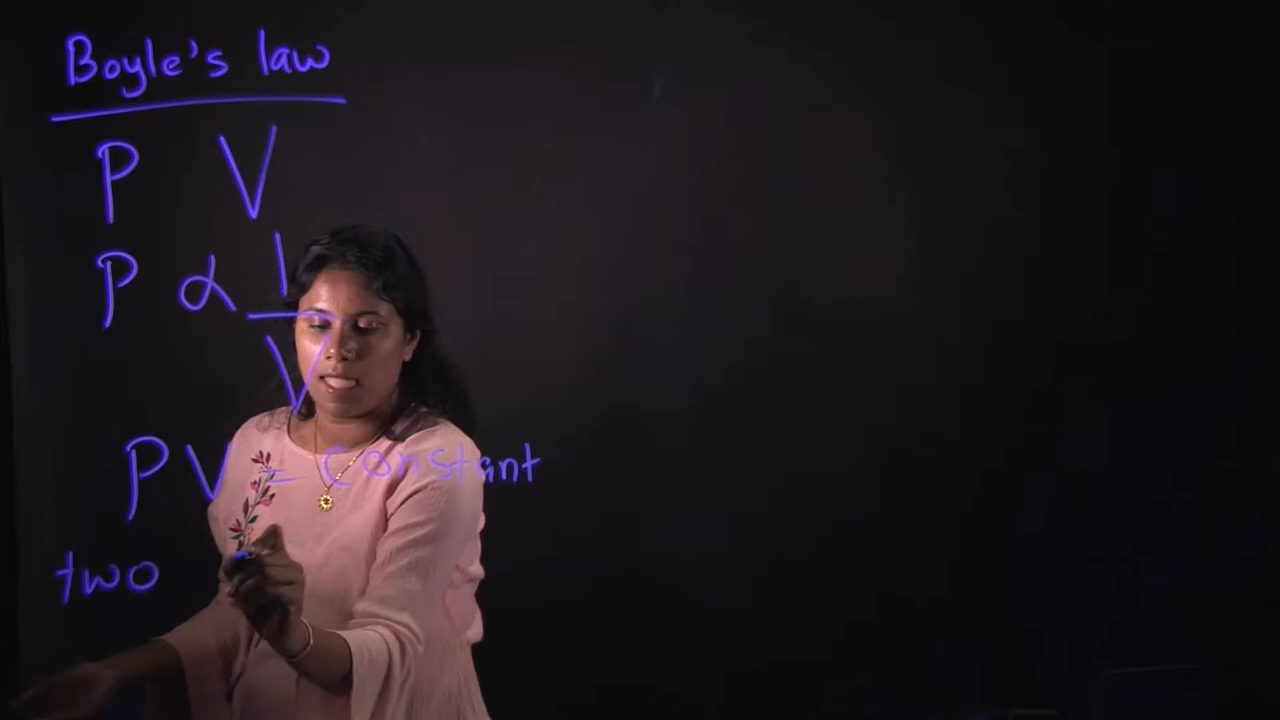 Boyle's law
P V
P ∝ 1/V
PV = constant
two